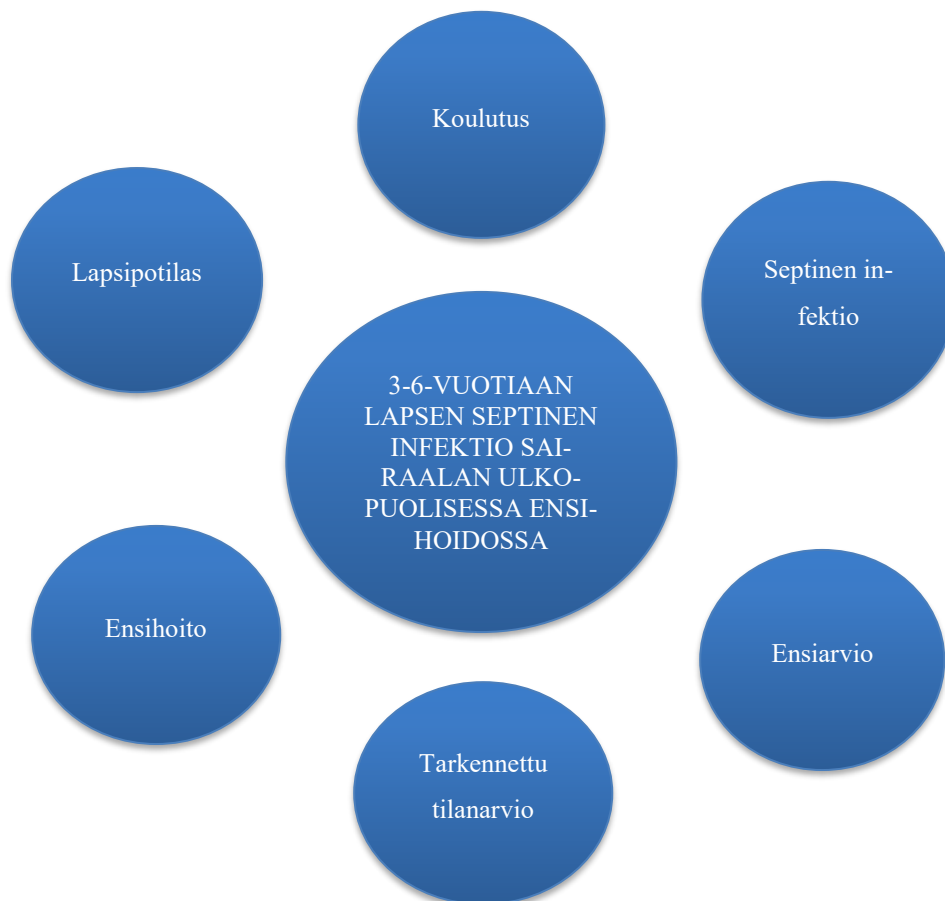 Koulutus
Lapsipotilas
Septinen in-
fektio
3-6-VUOTIAAN
LAPSEN SEPTINEN
INFEKTIO SAI-
RAALAN ULKO-
PUOLISESSA ENSI-
HOIDOSSA
Ensihoito
Ensiarvio
Tarkennettu
tilanarvio